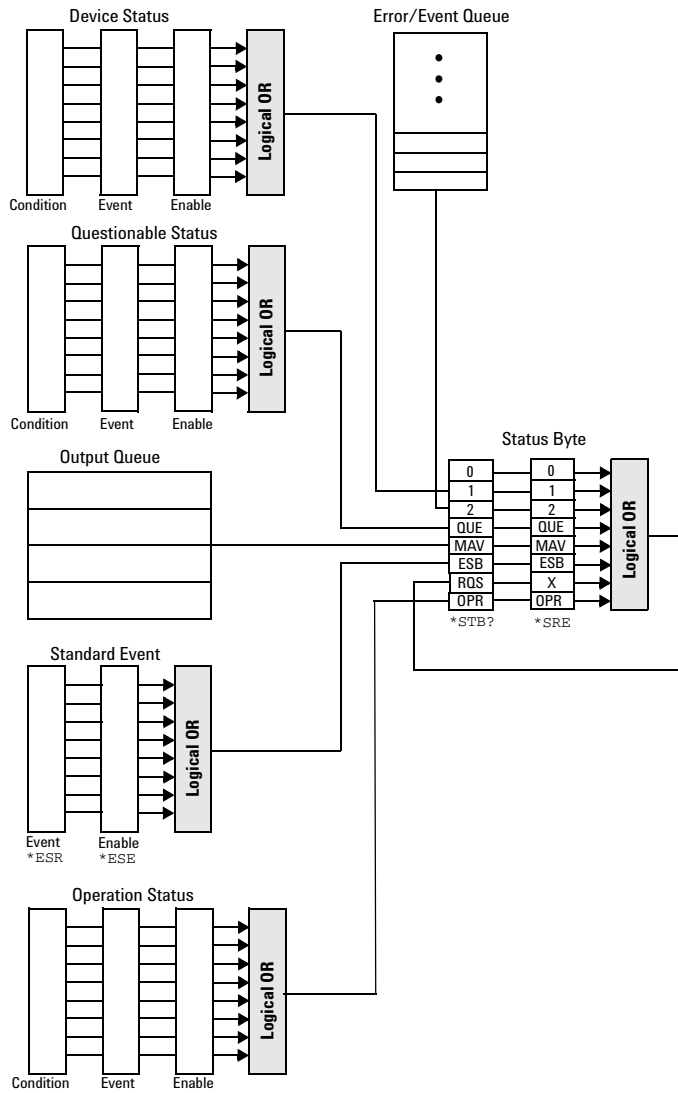 Device Status
Logical OR
Condition Event Enable
Error/Event Queue
Questionable Status
Logical OR
Condition Event Enable
Output Queue
Status Byte
0 0
1 1
2 2
QUE QUE
MAV MAV
ESB ESB
RQS X
OPR OPR
*STB? *SRE
Logical OR
Standard Event
Logical OR
Event Enable
*ESR *ESE
Operation Status
Logical OR
Condition Event Enable